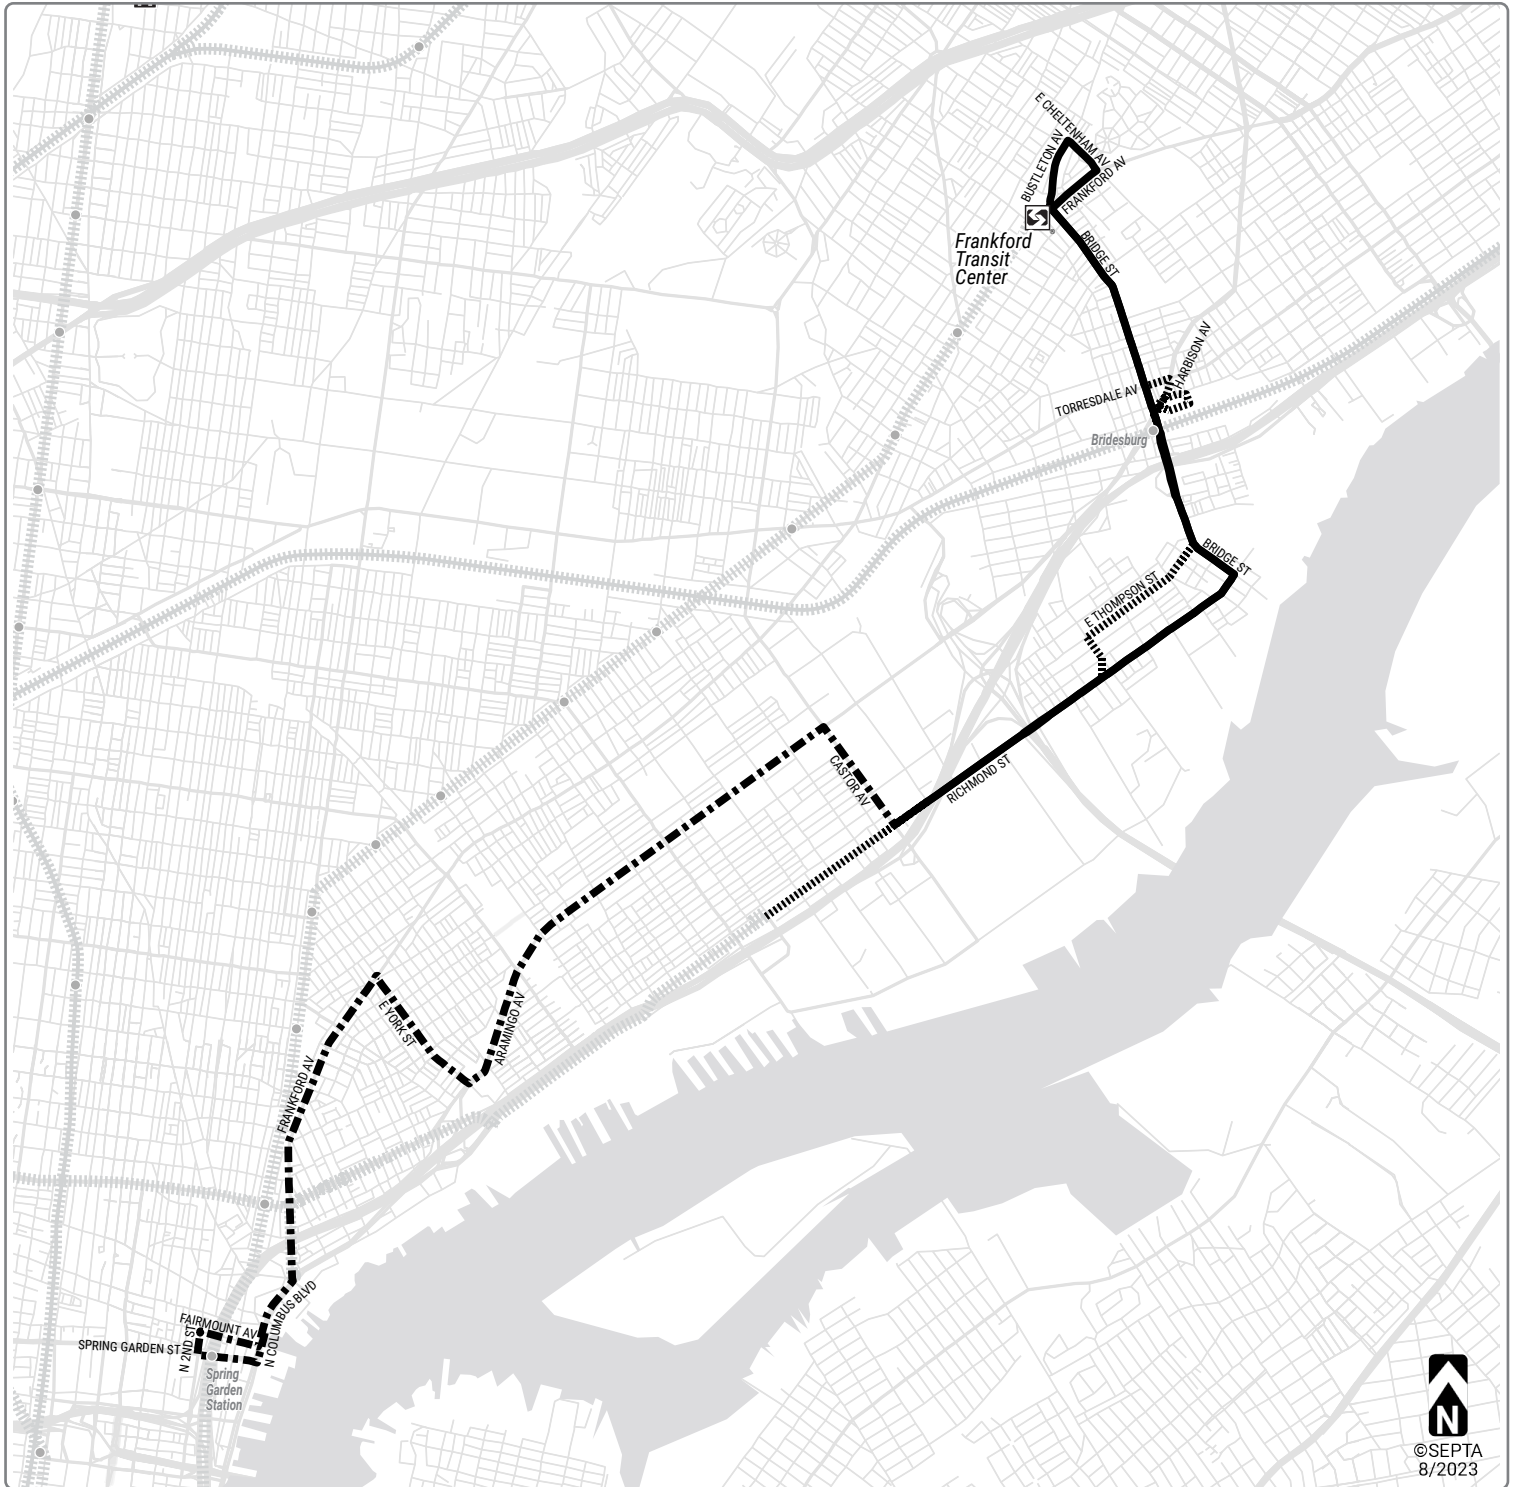 E CHELTENHAM AV
BUSTLETON AV
FRANKFORD AV
Frankford
Transit
Center
BRIDGE ST
HARBISON AV
TORRESDALE AV
Bridesburg
BRIDGE ST
E THOMPSON ST
CASTOR AV
RICHMOND ST
E YORK ST
ARAMINGO AV
FRANKFORD AV
N COLUMBUS BLVD
FAIRMOUNT AV
SPRING GARDEN ST
N 2ND ST
Spring
Garden
Station
N
©SEPTA
8/2023